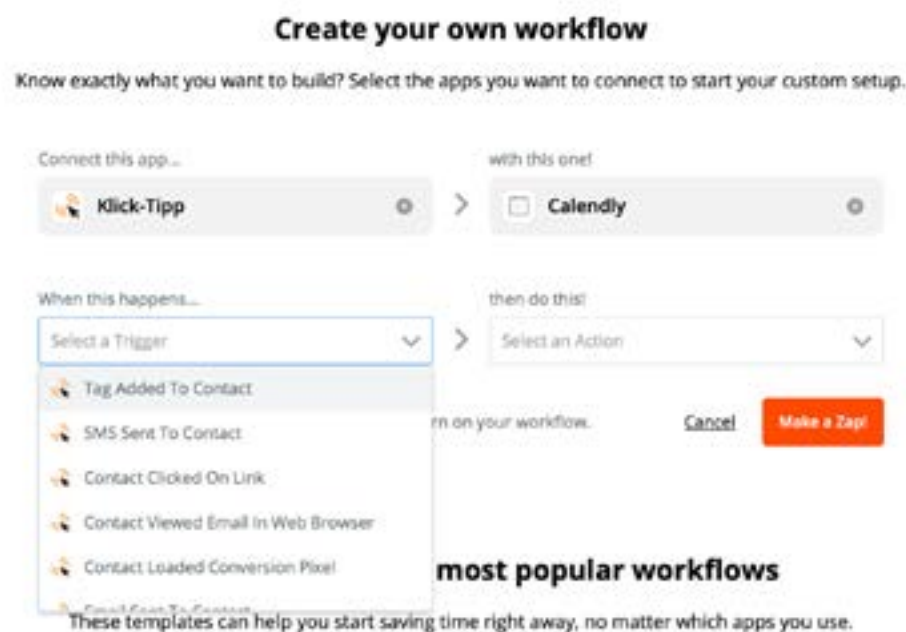 Create your own workflow
Know exactly what you want to build? Select the apps you want to connect to start your custom setup.
Connect this app...
with this one!
Klick-Tipp
Calendly
When this happens...
then do this!
Select a Trigger
Select an Action
Tag Added To Contact
SMS Sent To Contact
on your workflow.
Cancel
Make a Zap!
Contact Clicked On Link
Contact Viewed Email In Web Browser
Contact Loaded Conversion Pixel
most popular workflows
Email Sent To Contact
These templates can help you start saving time right away, no matter which apps you use.